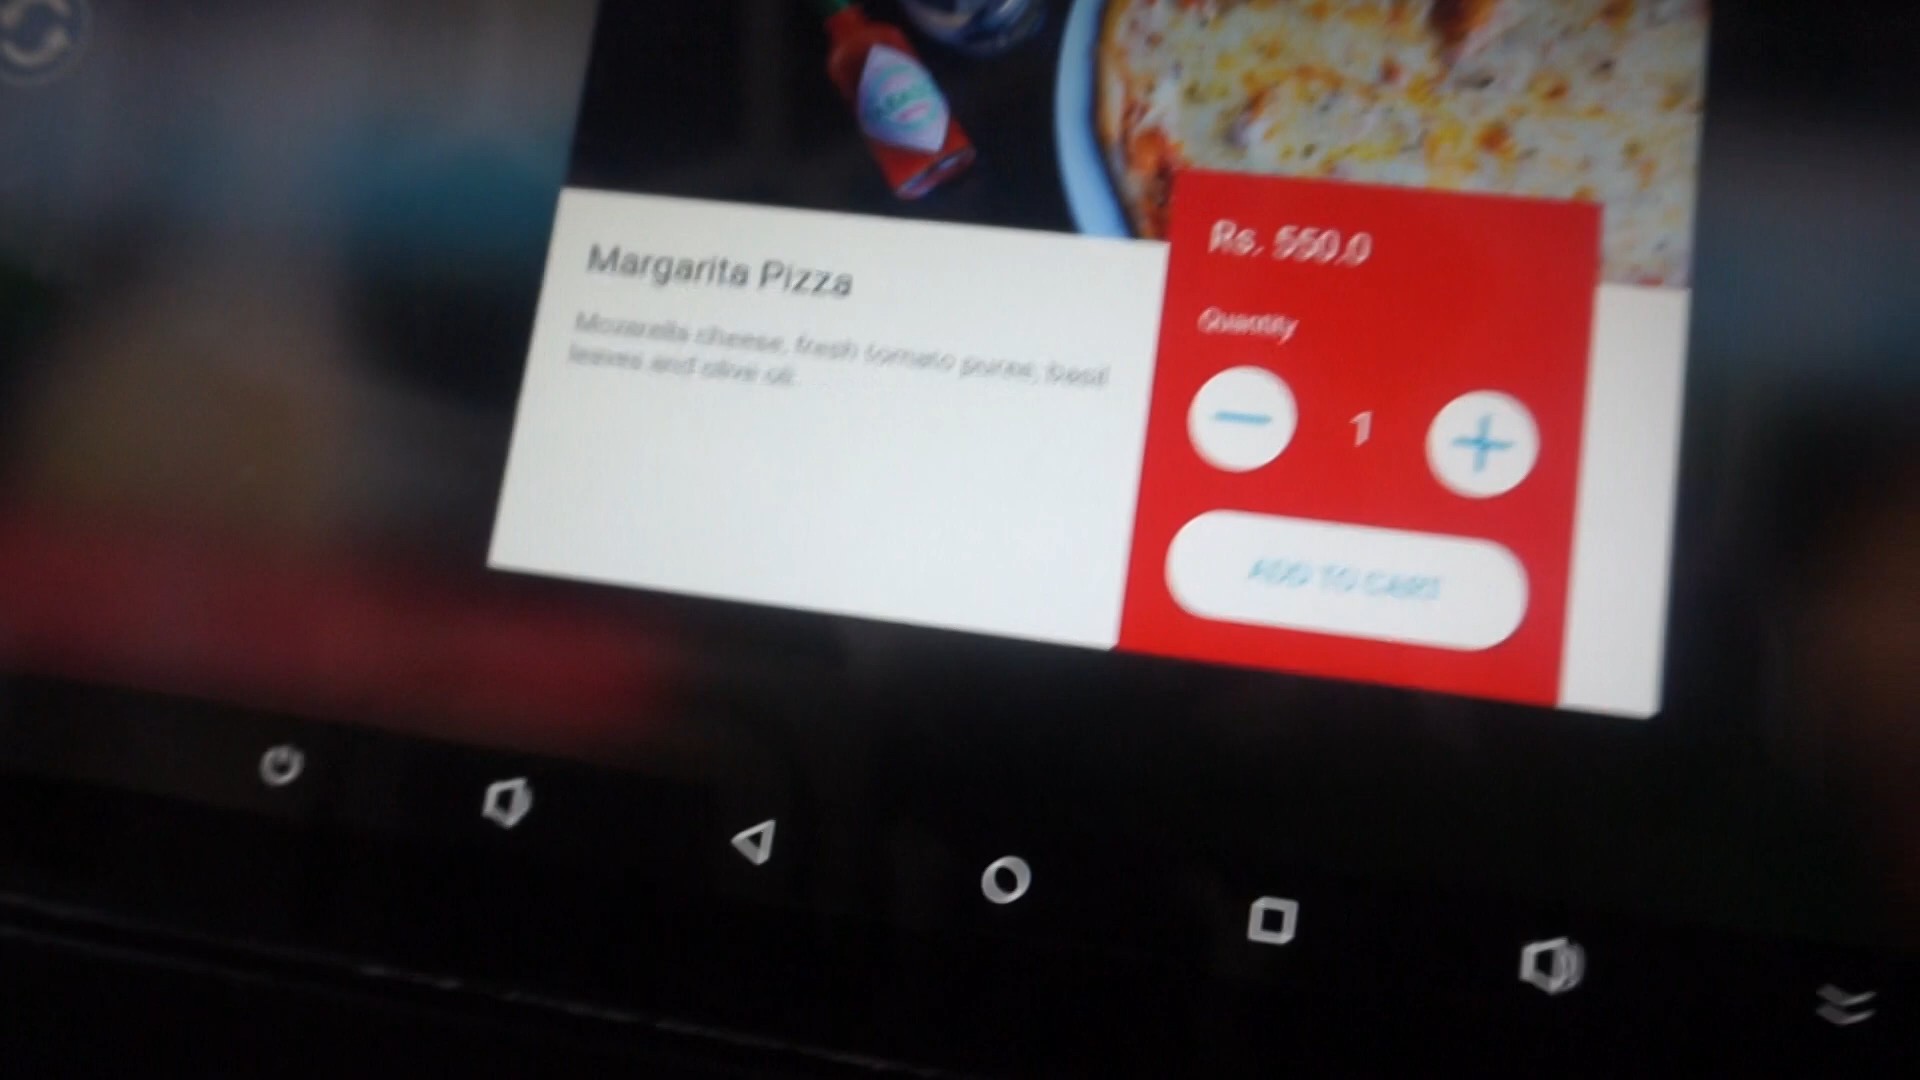 Margarita Pizza
Mozarella cheese, fresh tomato puree, basil
leaves and olive oil.
Rs. 550.0
Quantity
1
ADD TO CART